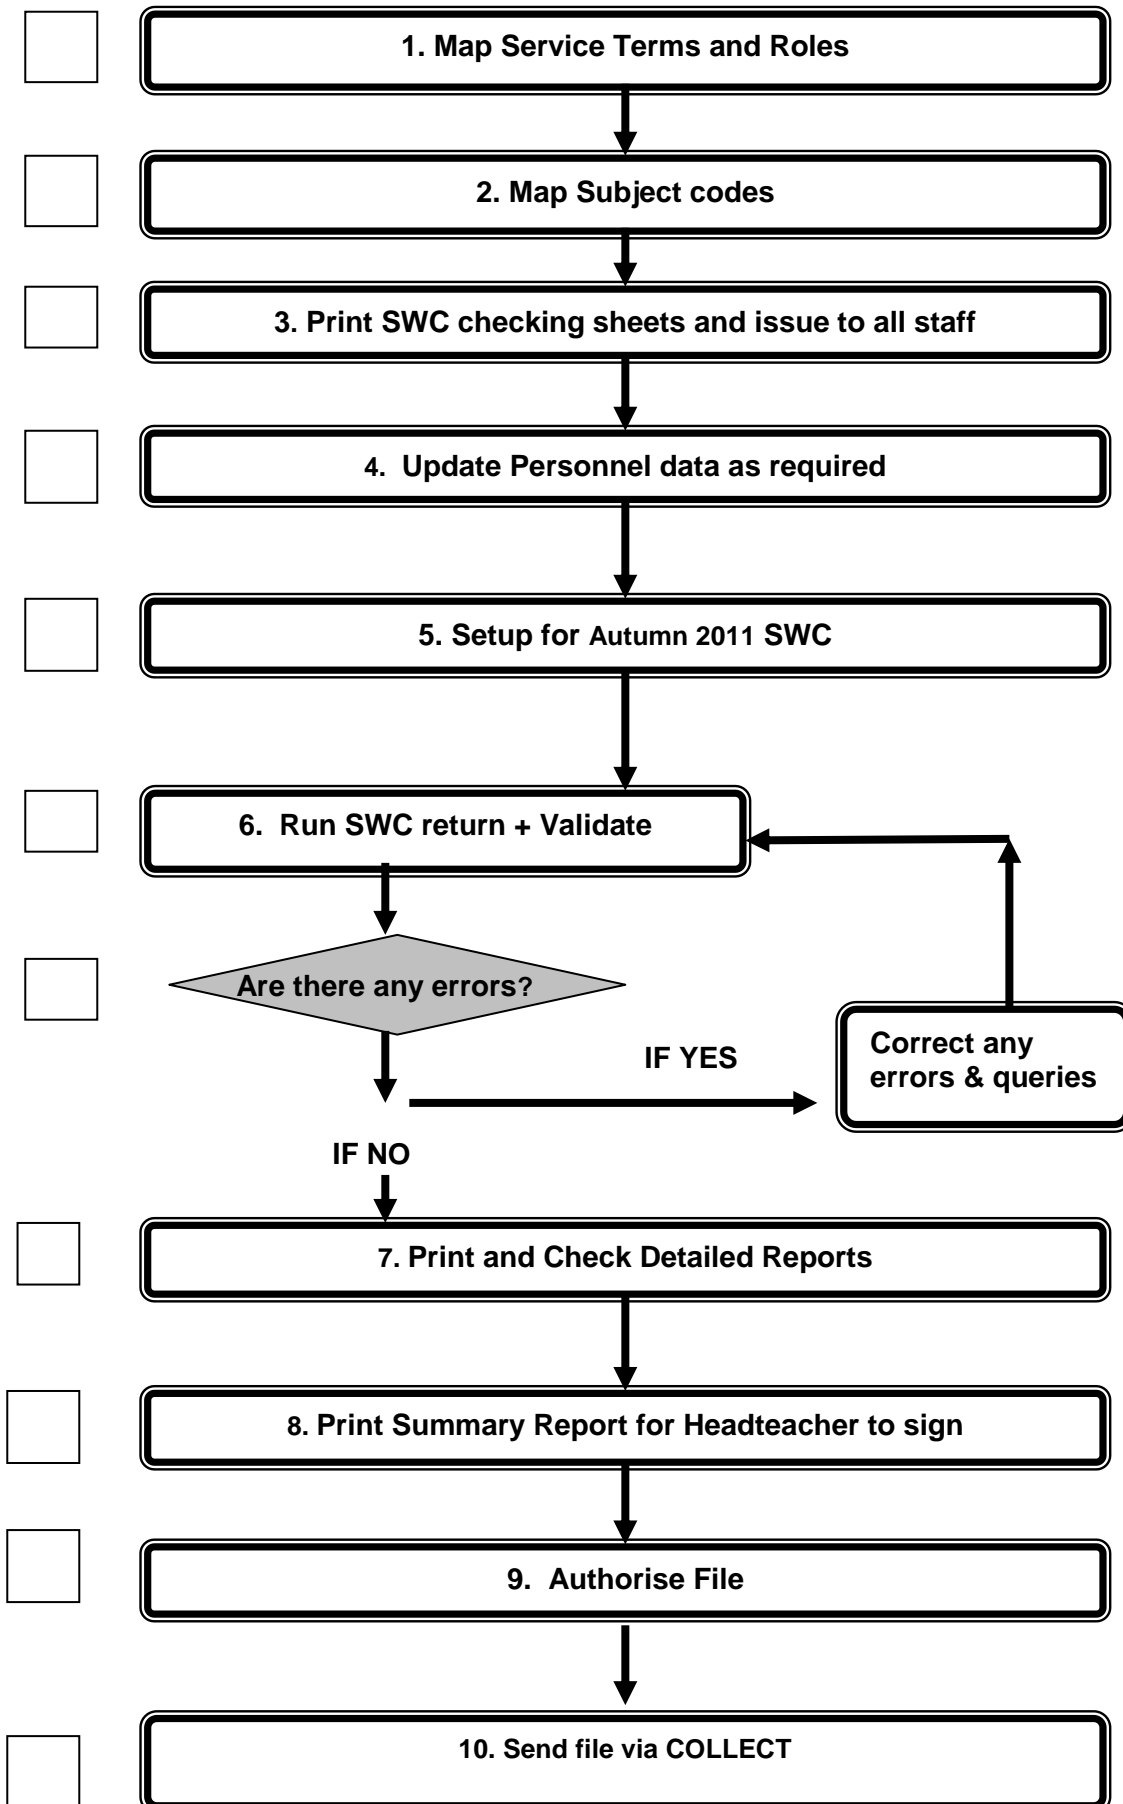 1. Map Service Terms and Roles
2. Map Subject codes
3. Print SWC checking sheets and issue to all staff
4. Update Personnel data as required
5. Setup for Autumn 2011 SWC
6. Run SWC return + Validate
Are there any errors?
IF YES
Correct any
errors & queries
IF NO
7. Print and Check Detailed Reports
8. Print Summary Report for Headteacher to sign
9. Authorise File
10. Send file via COLLECT